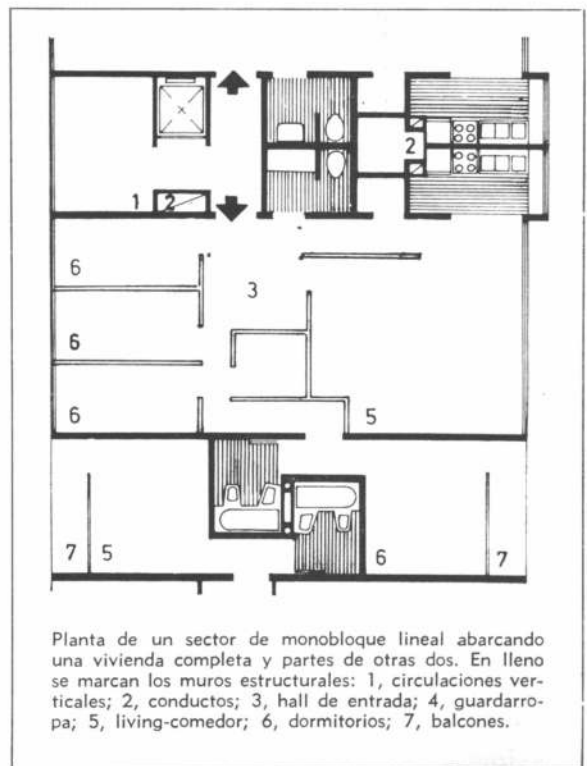 2
1 2
6
3
6
6
5
7 5
6 7
Planta de un sector de monobloque lineal abarcando
una vivienda completa y partes de otras dos. En lleno
se marcan los muros estructurales: 1, circulaciones ver-
ticales; 2, conductos; 3, hall de entrada; 4, guardarro-
pa; 5, living-comedor; 6, dormitorios; 7, balcones.